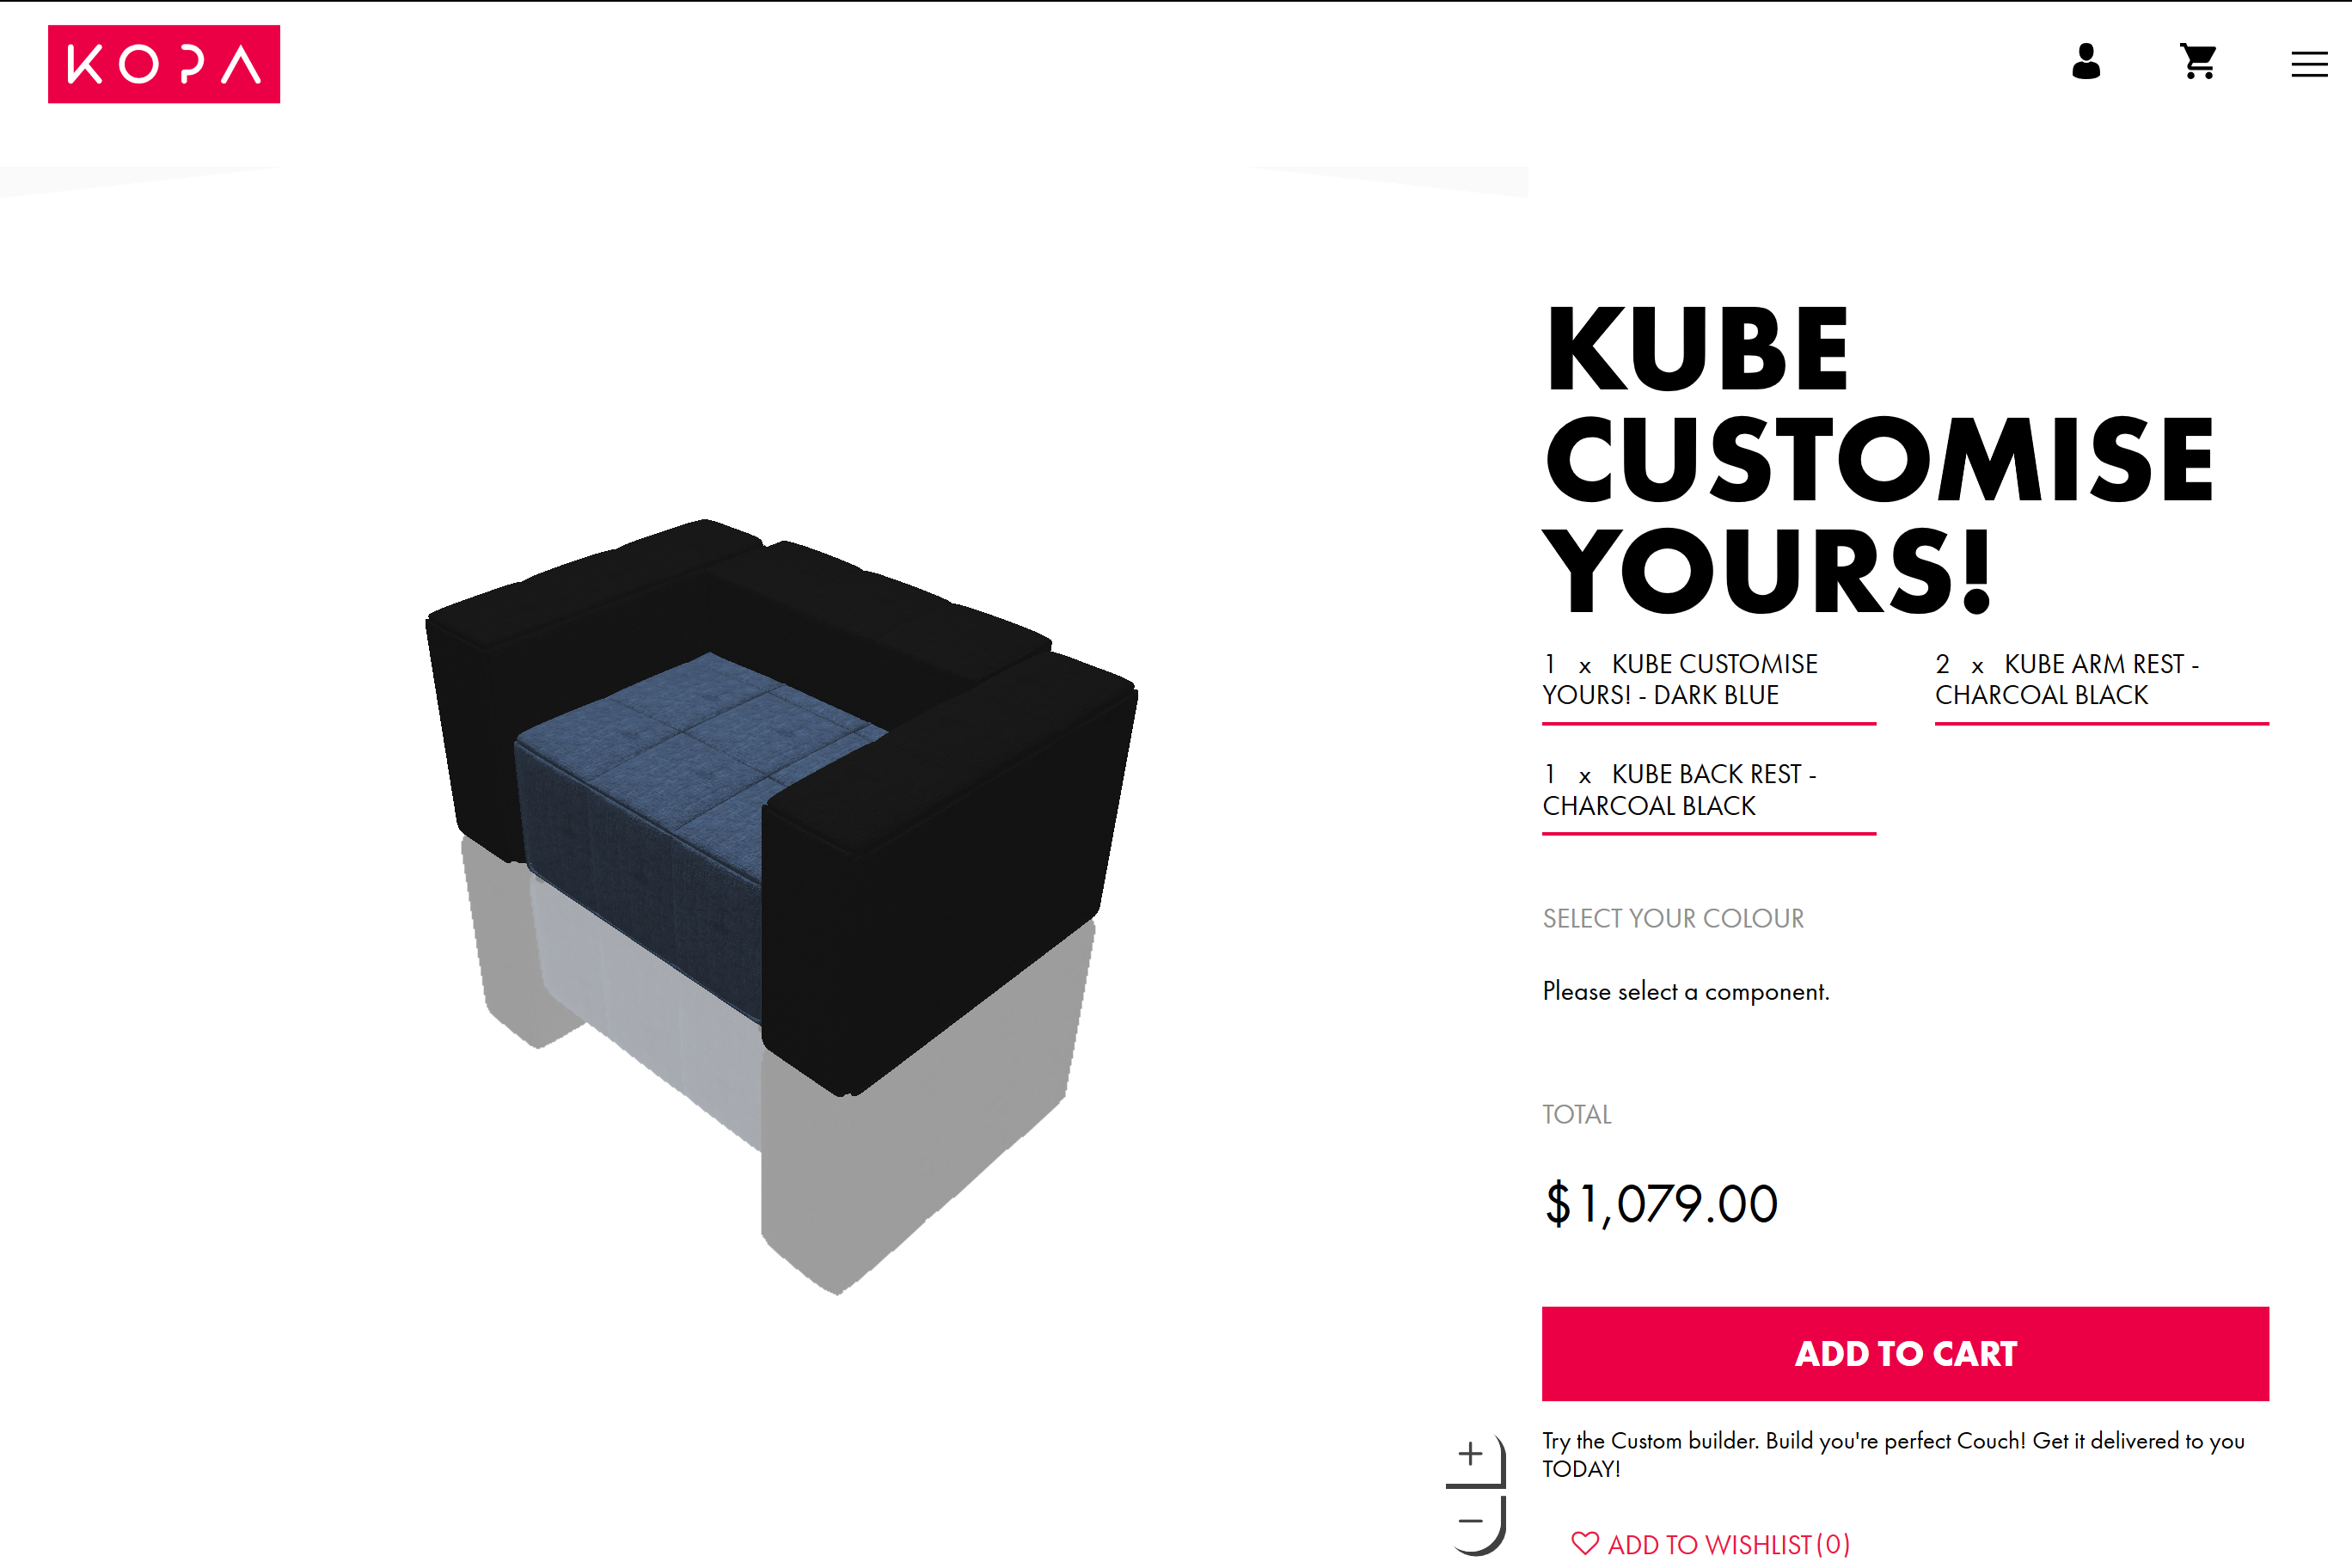 KOPA
KUBE
CUSTOMISE
YOURS!
1 x KUBE CUSTOMISE
YOURS! - DARK BLUE
2 x KUBE ARM REST -
CHARCOAL BLACK
1 x KUBE BACK REST -
CHARCOAL BLACK
SELECT YOUR COLOUR
Please select a component.
TOTAL
$1,079.00
ADD TO CART
Try the Custom builder. Build you're perfect Couch! Get it delivered to you
TODAY!
+
−
ADD TO WISHLIST(0)